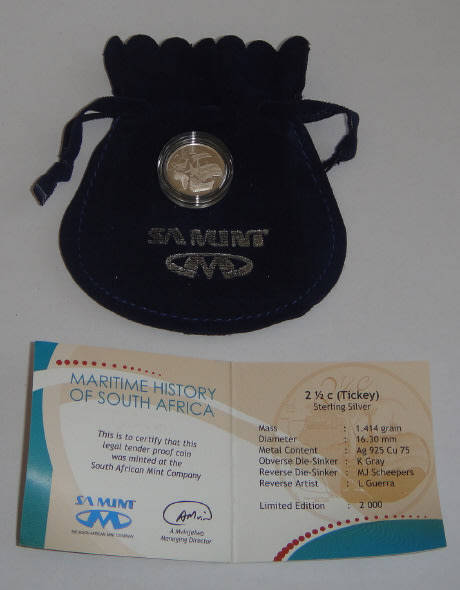 SA MINT
MARITIME HISTORY
OF SOUTH AFRICA
This is to certify that this
legal tender proof coin
was minted at the
South African Mint Company
SA MINT
THE SOUTH AFRICAN MINT COMPANY
A Mvinjelwa
Managing Director
2 ½ c (Tickey)
Sterling Silver
Mass : 1.414 gram
Diameter : 16.30 mm
Metal Content : Ag 925 Cu 75
Obverse Die-Sinker : K Gray
Reverse Die-Sinker : MJ Scheepers
Reverse Artist : L Guerra
Limited Edition : 2 000